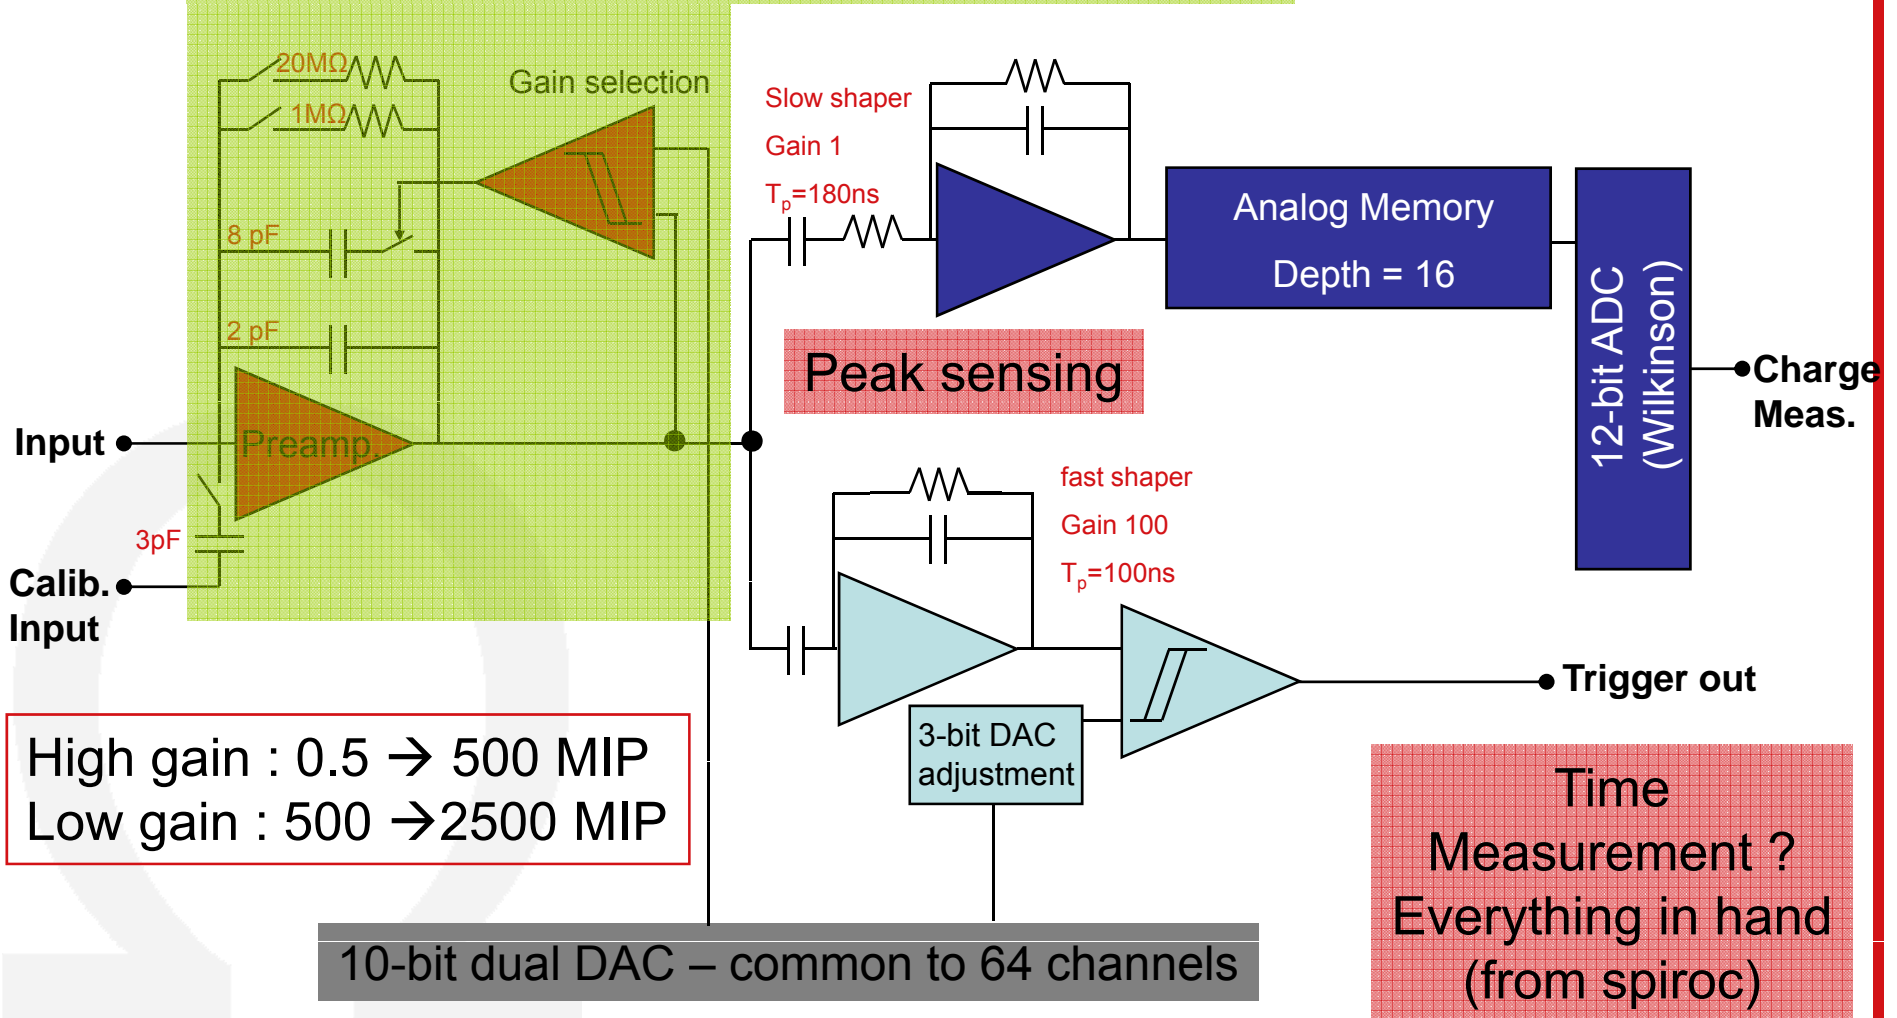 20MΩ
1MΩ
Gain selection
8 pF
2 pF
Preamp.
Input
3pF
Calib.
Input
Slow shaper
Gain 1
Tp=180ns
Analog Memory
Depth = 16
12-bit ADC
(Wilkinson)
Charge
Meas.
Peak sensing
fast shaper
Gain 100
Tp=100ns
Trigger out
3-bit DAC
adjustment
High gain : 0.5 → 500 MIP
Low gain : 500 →2500 MIP
Time
Measurement ?
Everything in hand
(from spiroc)
10-bit dual DAC – common to 64 channels